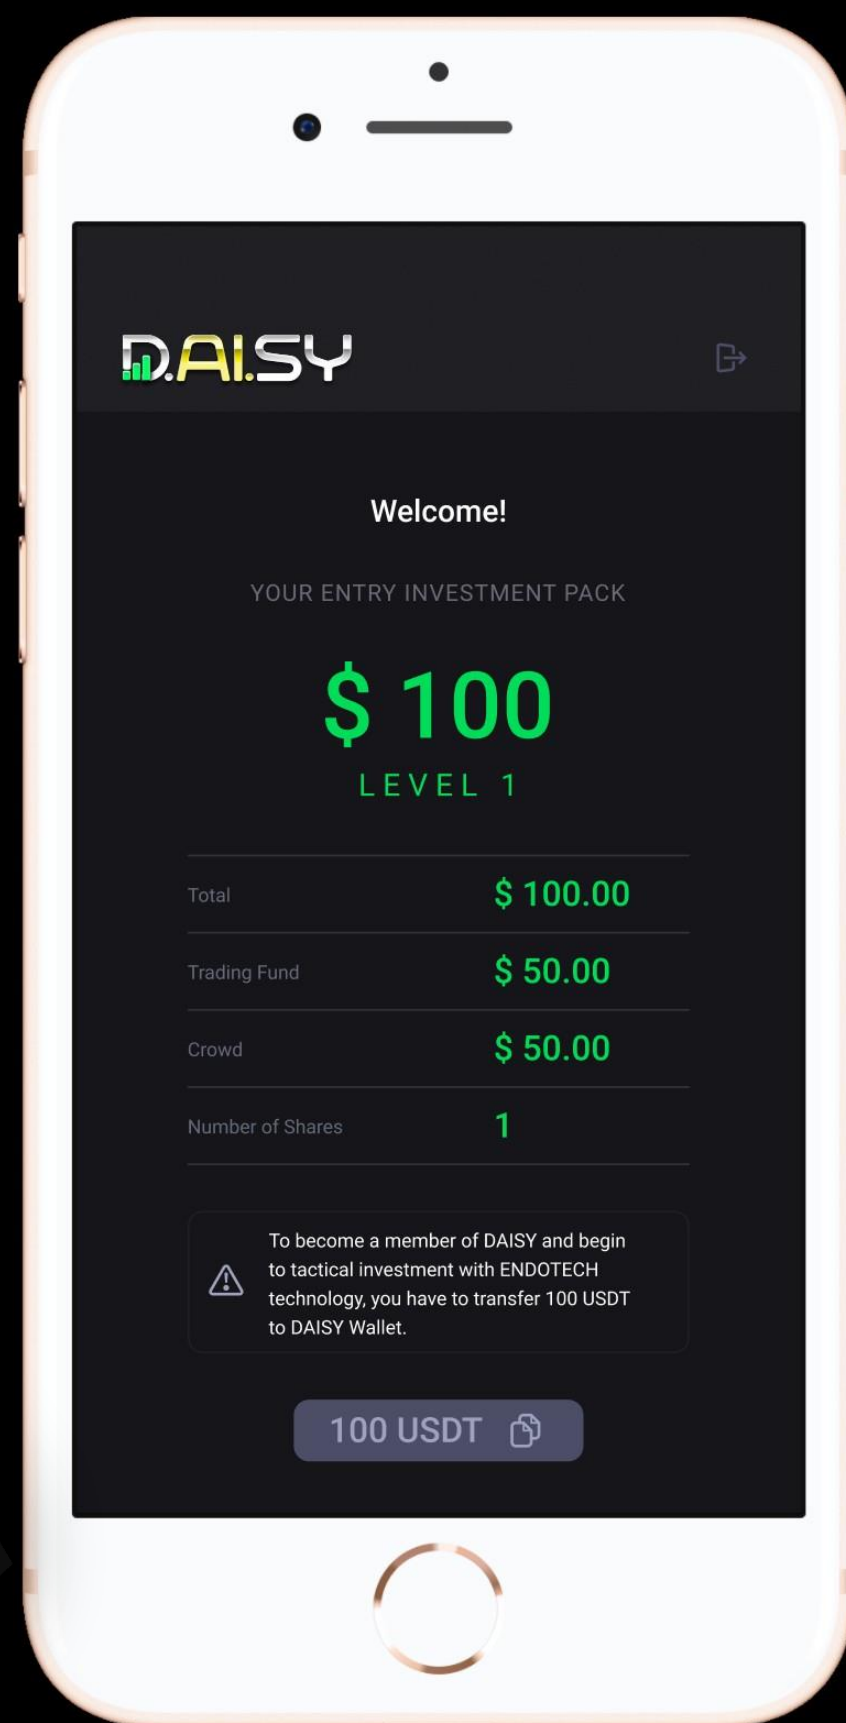 D.AI.SY
Welcome!
YOUR ENTRY INVESTMENT PACK
$ 100
LEVEL 1
Total $ 100.00
Trading Fund $ 50.00
Crowd $ 50.00
Number of Shares 1
To become a member of DAISY and begin
to tactical investment with ENDOTECH
technology, you have to transfer 100 USDT
to DAISY Wallet.
100 USDT